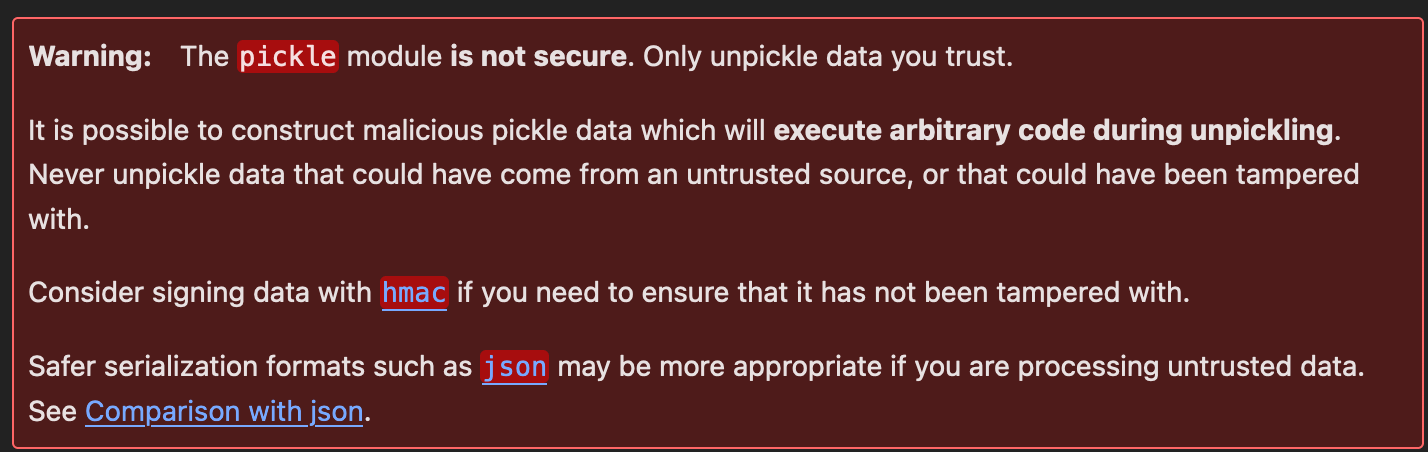 Warning: The pickle module is not secure. Only unpickle data you trust.
It is possible to construct malicious pickle data which will execute arbitrary code during unpickling.
Never unpickle data that could have come from an untrusted source, or that could have been tampered
with.
Consider signing data with hmac if you need to ensure that it has not been tampered with.
Safer serialization formats such as json may be more appropriate if you are processing untrusted data.
See Comparison with json.